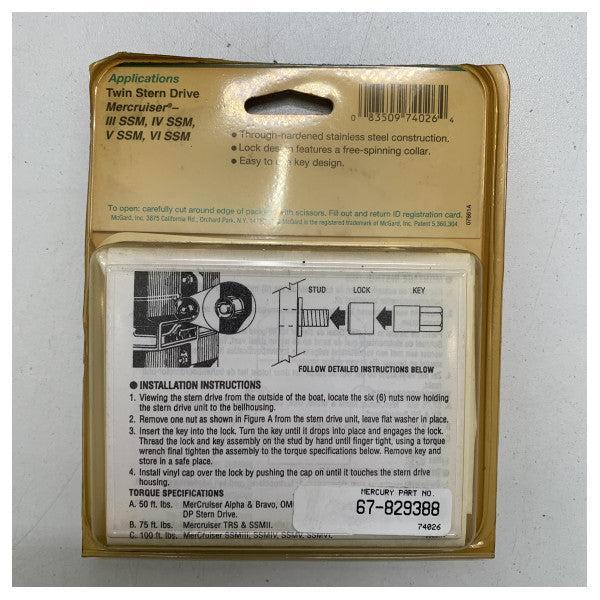 Applications
Twin Stern Drive
Mercruiser®–
III SSM, IV SSM,
V SSM, VI SSM
0 83509 74026 4
• Through-hardened stainless steel construction.
• Lock design features a free-spinning collar.
• Easy to use key design.
To open: carefully cut around edge of package with scissors. Fill out and return ID registration card.
McGard, Inc. 3875 California Rd., Orchard Park, N.Y. McGard is the registered trademark of McGard, Inc. Patent 5,360,304.
07661A
STUD LOCK KEY
FOLLOW DETAILED INSTRUCTIONS BELOW
● INSTALLATION INSTRUCTIONS
1. Viewing the stern drive from the outside of the boat, locate the six (6) nuts now holding
the stern drive unit to the bellhousing.
2. Remove one nut as shown in Figure A from the stern drive unit, leave flat washer in place.
3. Insert the key into the lock. Turn the key until it drops into place and engages the lock.
Thread the lock and key assembly on the stud by hand until finger tight, using a torque
wrench final tighten the assembly to the torque specifications below. Remove key and
store in a safe place.
4. Install vinyl cap over the lock by pushing the cap on until it touches the stern drive
housing.
TORQUE SPECIFICATIONS
A. 50 ft. lbs. MerCruiser Alpha & Bravo, OM
DP Stern Drive.
B. 75 ft. lbs. Mercruiser TRS & SSMII.
C. 100 ft. lbs. MerCruiser SSMIII, SSMIV, SSMV, SSMVI.
MERCURY PART NO.
67-829388
74026